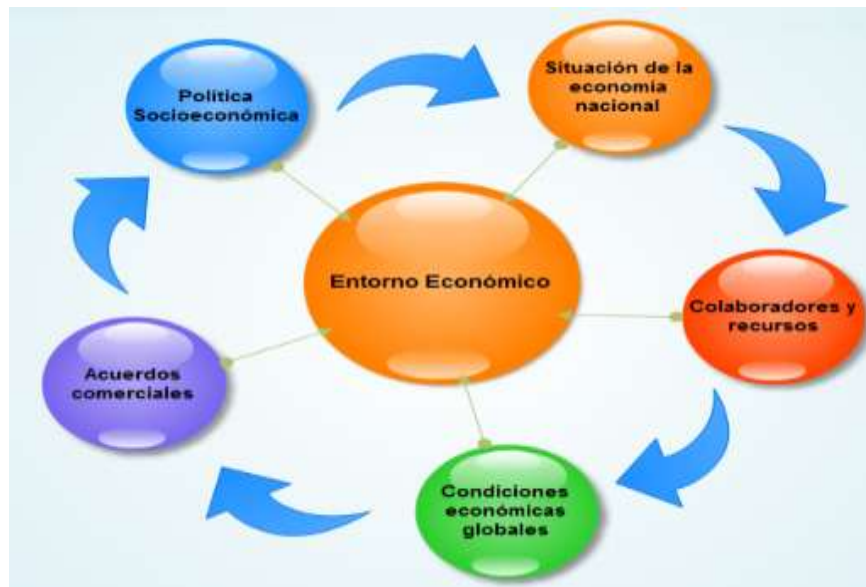 Política
Socioeconómica
Situación de la
economía
nacional
Entorno Económico
Colaboradores y
recursos
Acuerdos
comerciales
Condiciones
económicas
globales